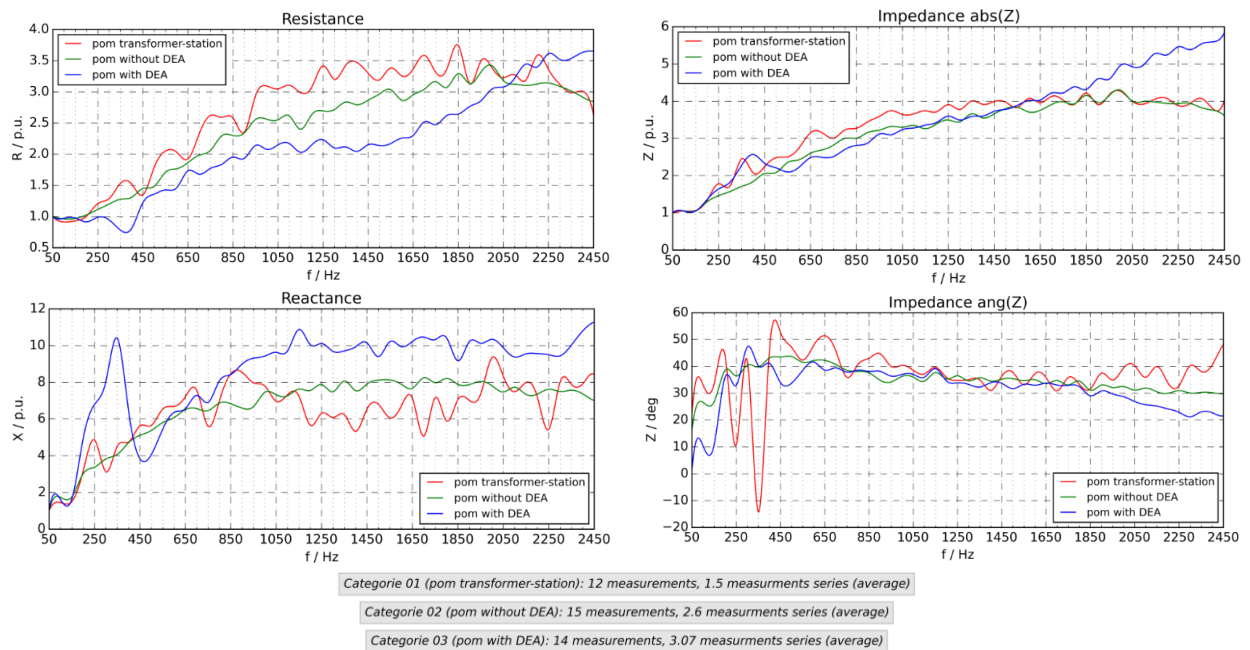 Resistance
4.0
3.5
3.0
2.5
2.0
1.5
1.0
0.5
R / p.u.
pom transformer-station
pom without DEA
pom with DEA
50 250 450 650 850 1050 1250 1450 1650 1850 2050 2250 2450
f / Hz
Impedance abs(Z)
6
5
4
3
2
1
0
Z / p.u.
pom transformer-station
pom without DEA
pom with DEA
50 250 450 650 850 1050 1250 1450 1650 1850 2050 2250 2450
f / Hz
Reactance
12
10
8
6
4
2
0
X / p.u.
pom transformer-station
pom without DEA
pom with DEA
50 250 450 650 850 1050 1250 1450 1650 1850 2050 2250 2450
f / Hz
Impedance ang(Z)
60
50
40
30
20
10
0
−10
−20
Z / deg
pom transformer-station
pom without DEA
pom with DEA
50 250 450 650 850 1050 1250 1450 1650 1850 2050 2250 2450
f / Hz
Categorie 01 (pom transformer-station): 12 measurements, 1.5 measurments series (average)
Categorie 02 (pom without DEA): 15 measurements, 2.6 measurments series (average)
Categorie 03 (pom with DEA): 14 measurements, 3.07 measurments series (average)